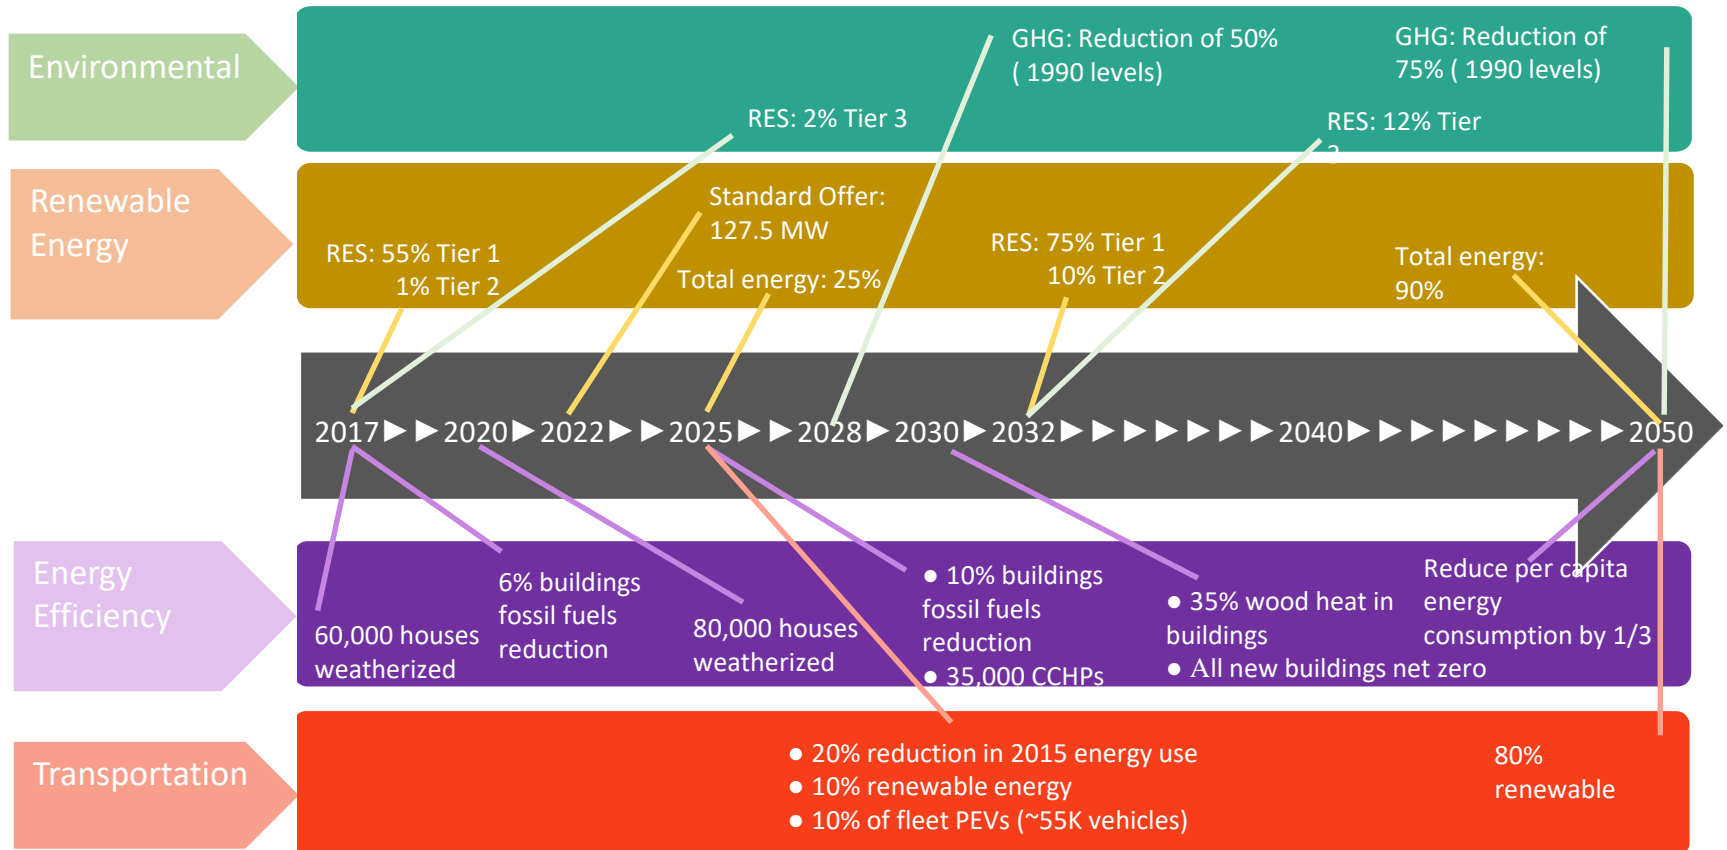 Environmental
GHG: Reduction of 50%
( 1990 levels)
GHG: Reduction of
75% ( 1990 levels)
RES: 2% Tier 3
RES: 12% Tier
3
Renewable
Energy
Standard Offer:
127.5 MW
RES: 55% Tier 1
1% Tier 2
Total energy: 25%
RES: 75% Tier 1
10% Tier 2
Total energy:
90%
2017 ▶ ▶ 2020 ▶ 2022 ▶ ▶ 2025 ▶ ▶ 2028 ▶ 2030 ▶ 2032 ▶ ▶ ▶ ▶ ▶ ▶ ▶ 2040 ▶ ▶ ▶ ▶ ▶ ▶ ▶ ▶ ▶ 2050
Energy
Efficiency
60,000 houses
weatherized
6% buildings
fossil fuels
reduction
80,000 houses
weatherized
● 10% buildings
fossil fuels
reduction
● 35,000 CCHPs
● 35% wood heat in
buildings
● All new buildings net zero
Reduce per capita
energy
consumption by 1/3
Transportation
● 20% reduction in 2015 energy use
● 10% renewable energy
● 10% of fleet PEVs (~55K vehicles)
80%
renewable